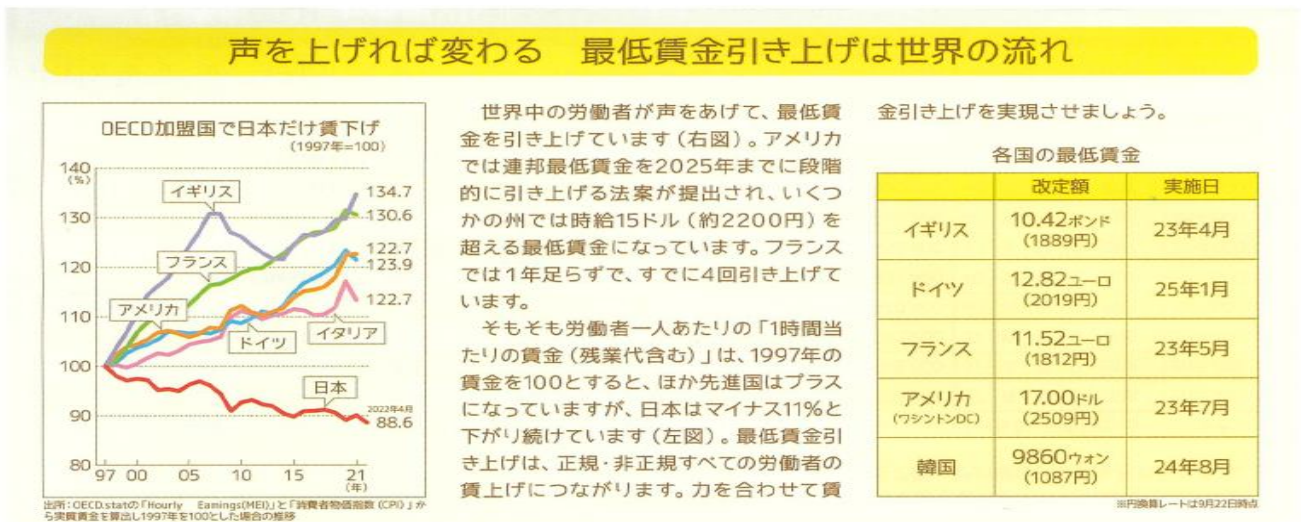 声を上げれば変わる 最低賃金引き上げは世界の流れ
OECD加盟国で日本だけ賃下げ
(1997年=100)
140
(%)
130
120
110
100
90
80
イギリス
フランス
アメリカ
ドイツ
イタリア
日本
134.7
130.6
122.7
123.9
122.7
2022年4月
88.6
97 00 05 10 15 21
(年)
出所:OECD.statの「Hourly Earnings(MEI)」と「消費者物価指数(CPI)」か
ら実質賃金を算出し1997年を100とした場合の推移
世界中の労働者が声をあげて、最低賃
金を引き上げています(右図)。アメリカ
では連邦最低賃金を2025年までに段階
的に引き上げる法案が提出され、いくつ
かの州では時給15ドル(約2200円)を
超える最低賃金になっています。フランス
では1年足らずで、すでに4回引き上げて
います。
そもそも労働者一人あたりの「1時間当
たりの賃金(残業代含む)」は、1997年の
賃金を100とすると、ほか先進国はプラス
になっていますが、日本はマイナス11%と
下がり続けています(左図)。最低賃金引
き上げは、正規・非正規すべての労働者の
賃上げにつながります。力を合わせて賃
金引き上げを実現させましょう。
各国の最低賃金
改定額 実施日
イギリス 10.42ポンド (1889円) 23年4月
ドイツ 12.82ユーロ (2019円) 25年1月
フランス 11.52ユーロ (1812円) 23年5月
アメリカ (ワシントンDC) 17.00ドル (2509円) 23年7月
韓国 9860ウォン (1087円) 24年8月
※円換算レートは9月22日時点